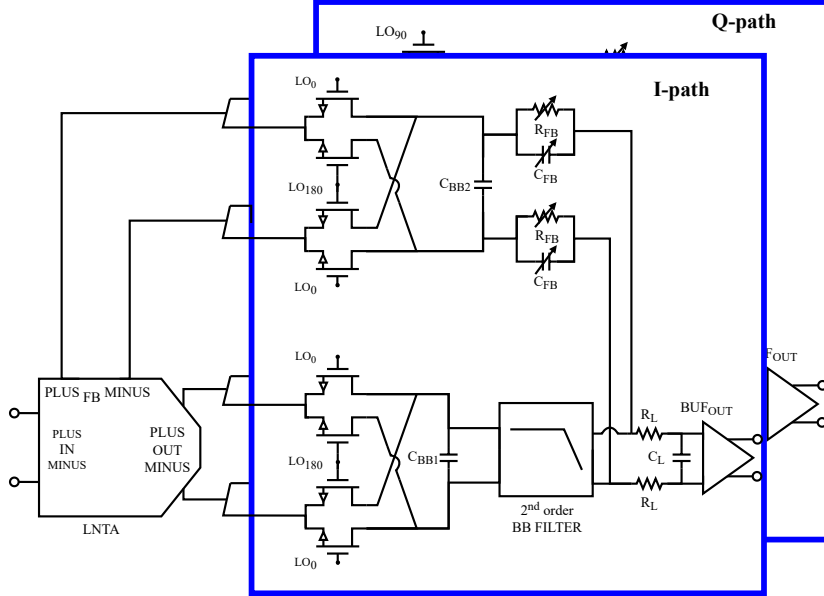 Q-path
LO90
I-path
LO0
RFB
CFB
LO180
CBB2
RFB
CFB
LO0
LO0
PLUS FB MINUS
PLUS
IN
MINUS
PLUS
OUT
MINUS
LNTA
LO180
CBB1
LO0
2nd order
BB FILTER
RL
CL
RL
BUFOUT
FOUT